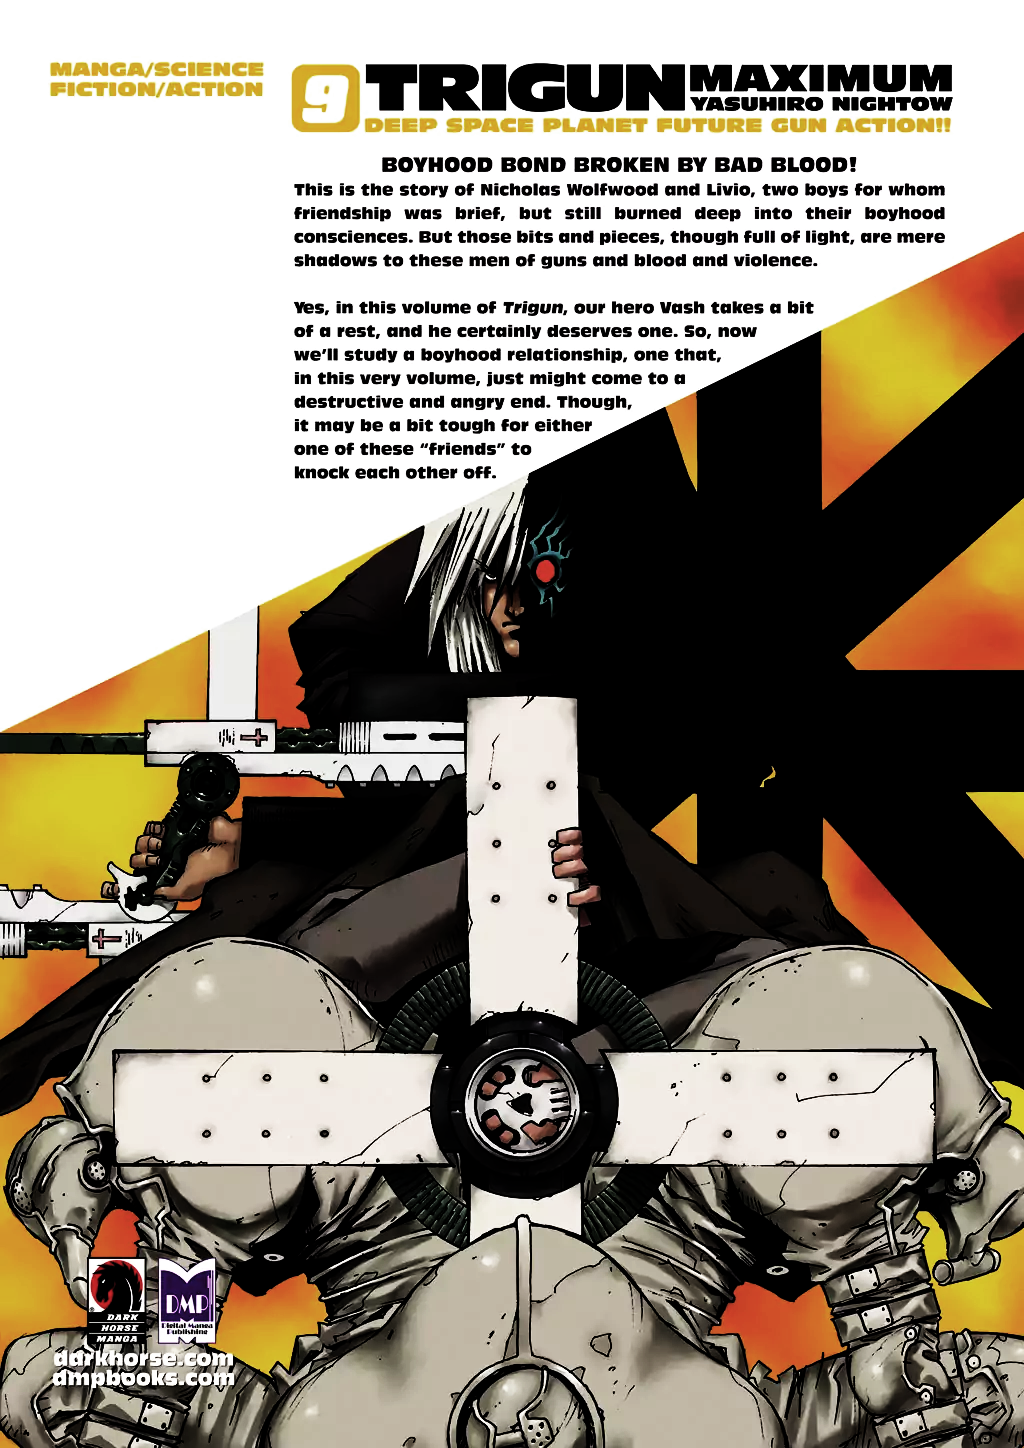 MANGA/SCIENCE
FICTION/ACTION
9 TRIGUN MAXIMUM
YASUHIRO NIGHTOW
DEEP SPACE PLANET FUTURE GUN ACTION!!
BOYHOOD BOND BROKEN BY BAD BLOOD!
This is the story of Nicholas Wolfwood and Livio, two boys for whom
friendship was brief, but still burned deep into their boyhood
consciences. But those bits and pieces, though full of light, are mere
shadows to these men of guns and blood and violence.
Yes, in this volume of Trigun, our hero Vash takes a bit
of a rest, and he certainly deserves one. So, now
we'll study a boyhood relationship, one that,
in this very volume, just might come to a
destructive and angry end. Though,
it may be a bit tough for either
one of these “friends” to
knock each other off.
DARK
HORSE
MANGA
DMP
Digital Manga
Publishing
darkhorse.com
dmpbooks.com